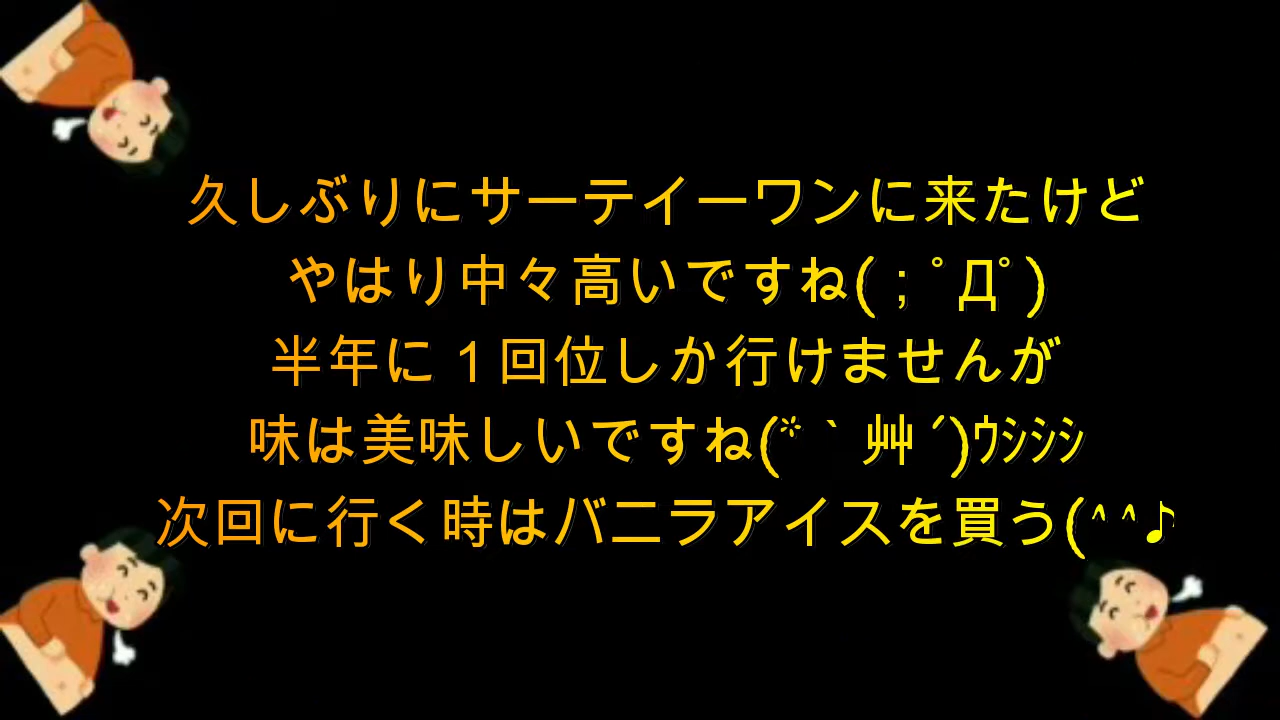 久しぶりにサーテイーワンに来たけど
やはり中々高いですね( ; ﾟДﾟ)
半年に１回位しか行けませんが
味は美味しいですね(*｀艸´)ｳｼｼｼ
次回に行く時はバニラアイスを買う(^^♪